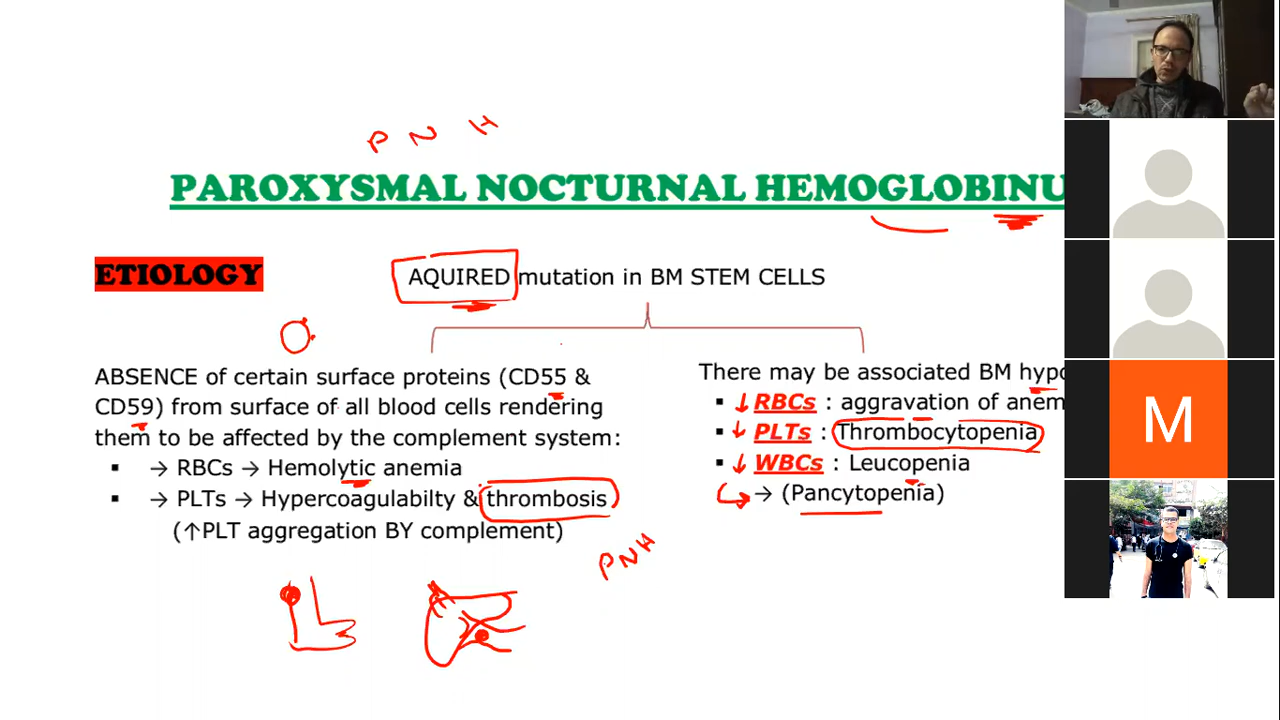 P N H
PAROXYSMAL NOCTURNAL HEMOGLOBINU
ETIOLOGY
AQUIRED mutation in BM STEM CELLS
ABSENCE of certain surface proteins (CD55 &
CD59) from surface of all blood cells rendering
them to be affected by the complement system:
▪ → RBCs → Hemolytic anemia
▪ → PLTs → Hypercoagulabilty & thrombosis
(↑PLT aggregation BY complement)
There may be associated BM hypo
▪ ↓ RBCs : aggravation of anem
▪ ↓ PLTs : Thrombocytopenia
▪ ↓ WBCs : Leucopenia
→ (Pancytopenia)
PNH
M